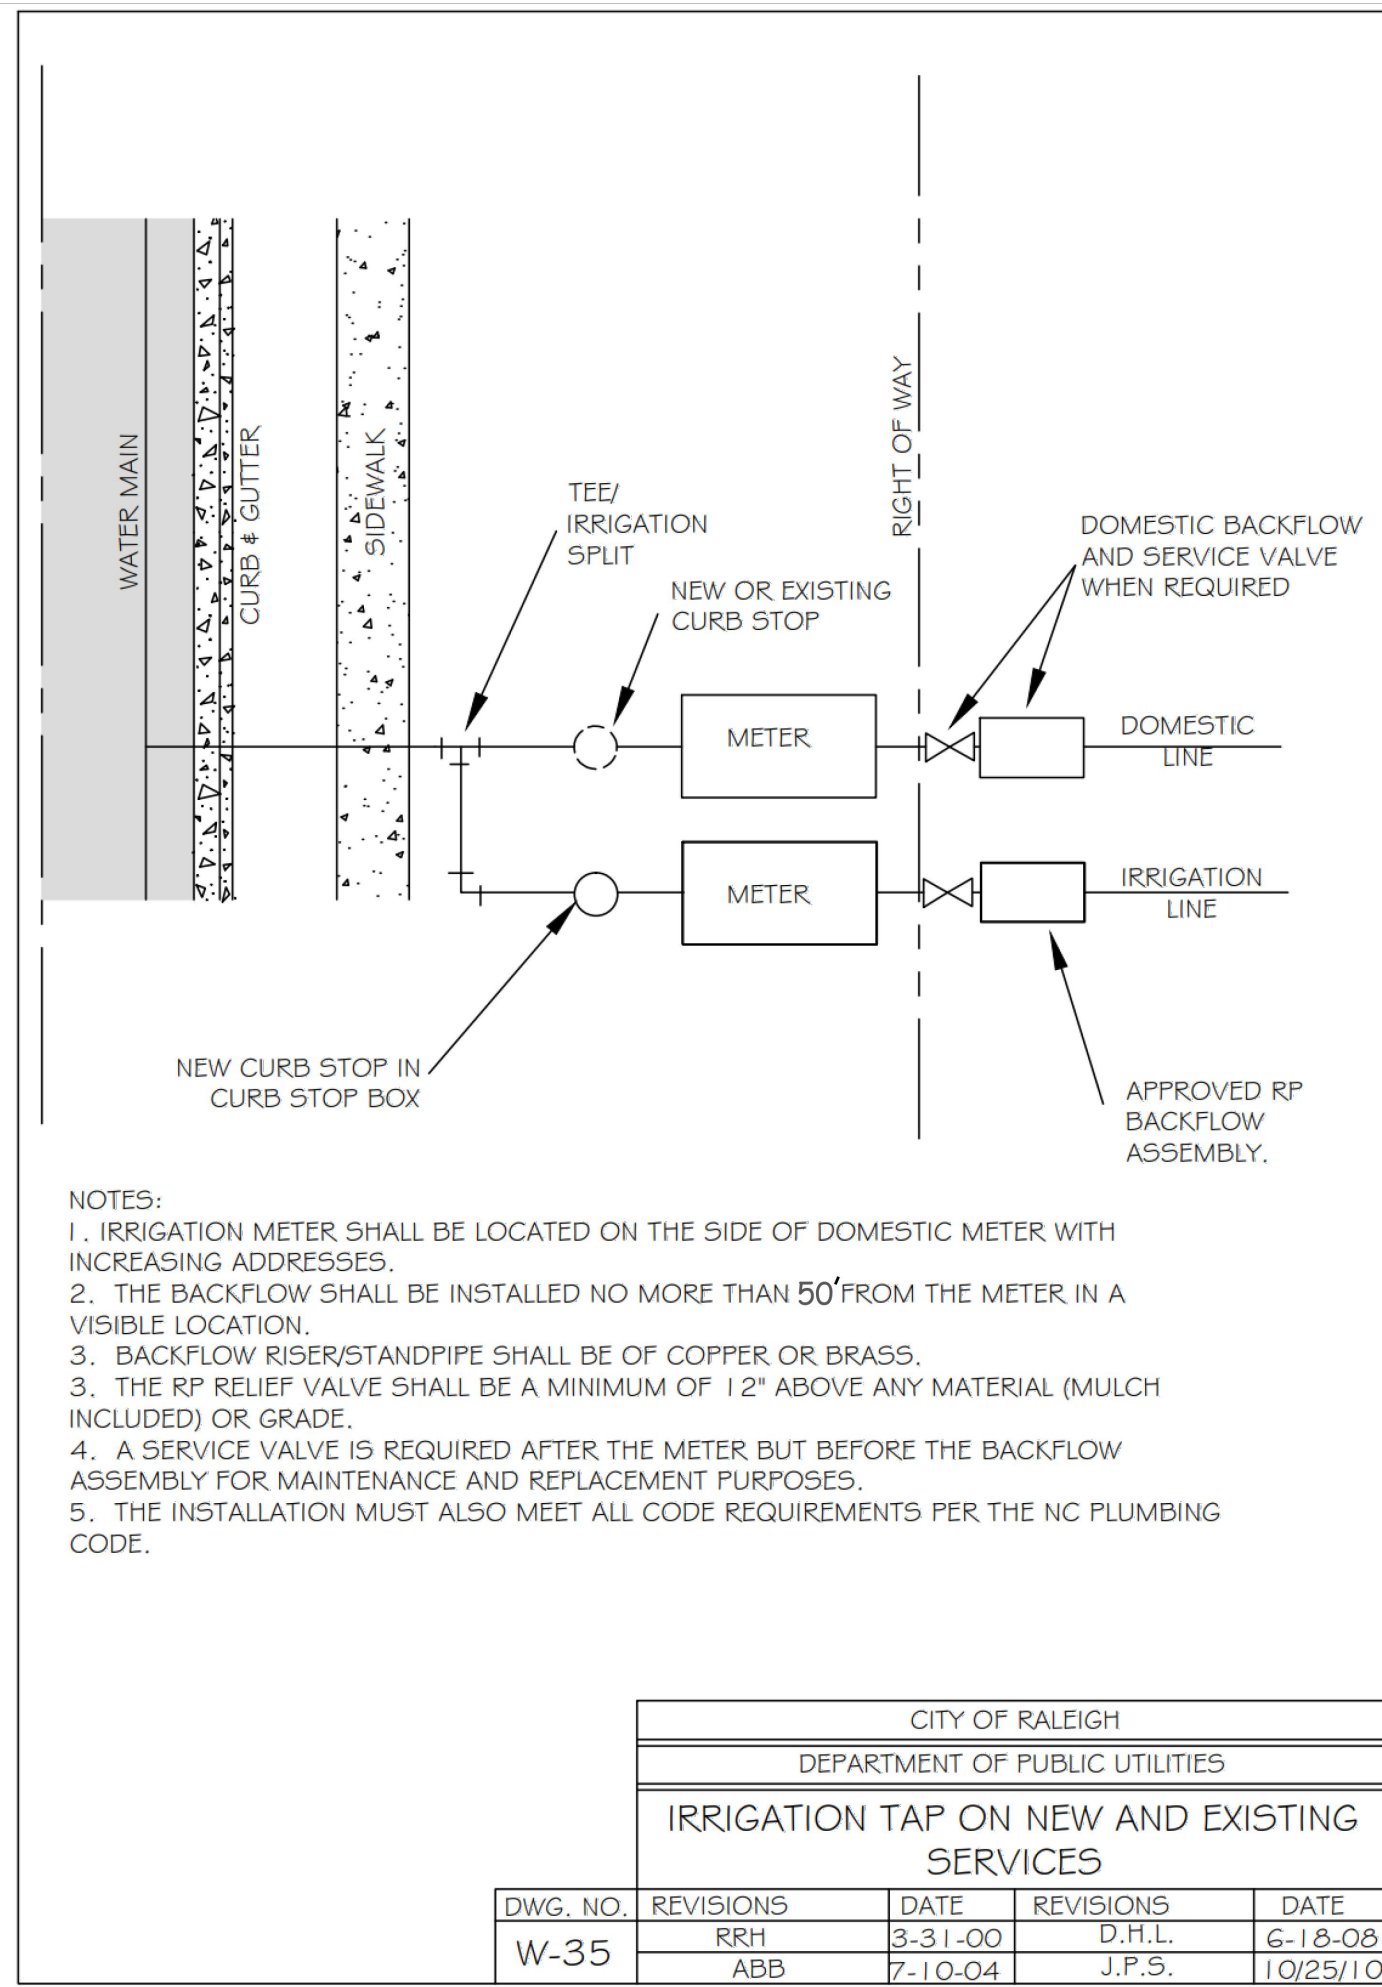 WATER MAIN
CURB & GUTTER
SIDEWALK
TEE/
IRRIGATION
SPLIT
NEW OR EXISTING
CURB STOP
RIGHT OF WAY
DOMESTIC BACKFLOW
AND SERVICE VALVE
WHEN REQUIRED
METER
DOMESTIC
LINE
METER
IRRIGATION
LINE
NEW CURB STOP IN
CURB STOP BOX
APPROVED RP
BACKFLOW
ASSEMBLY.
NOTES:
1. IRRIGATION METER SHALL BE LOCATED ON THE SIDE OF DOMESTIC METER WITH
INCREASING ADDRESSES.
2. THE BACKFLOW SHALL BE INSTALLED NO MORE THAN 50' FROM THE METER IN A
VISIBLE LOCATION.
3. BACKFLOW RISER/STANDPIPE SHALL BE OF COPPER OR BRASS.
3. THE RP RELIEF VALVE SHALL BE A MINIMUM OF 12" ABOVE ANY MATERIAL (MULCH
INCLUDED) OR GRADE.
4. A SERVICE VALVE IS REQUIRED AFTER THE METER BUT BEFORE THE BACKFLOW
ASSEMBLY FOR MAINTENANCE AND REPLACEMENT PURPOSES.
5. THE INSTALLATION MUST ALSO MEET ALL CODE REQUIREMENTS PER THE NC PLUMBING
CODE.
CITY OF RALEIGH
DEPARTMENT OF PUBLIC UTILITIES
IRRIGATION TAP ON NEW AND EXISTING
SERVICES
DWG. NO. REVISIONS DATE REVISIONS DATE
W-35
RRH 3-31-00 D.H.L. 6-18-08
ABB 7-10-04 J.P.S. 10/25/10